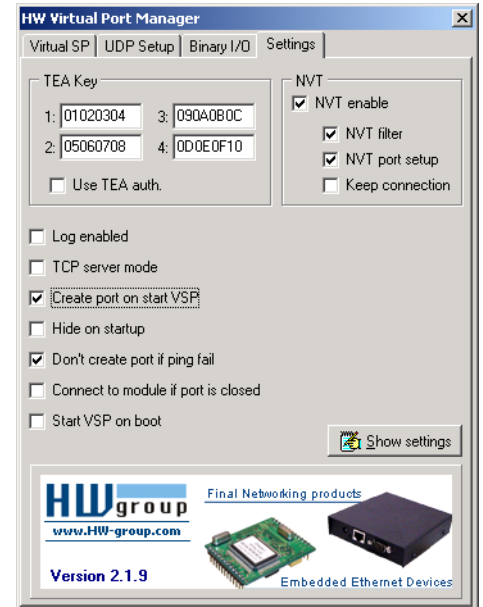 HW Virtual Port Manager
Virtual SP UDP Setup Binary I/O Settings
TEA Key
1: 01020304 3: 090A0B0C
2: 05060708 4: 0D0E0F10
Use TEA auth.
NVT
NVT enable
NVT filter
NVT port setup
Keep connection
Log enabled
TCP server mode
Create port on start VSP
Hide on startup
Don't create port if ping fail
Connect to module if port is closed
Start VSP on boot
Show settings
HWgroup
www.HW-group.com
Version 2.1.9
Final Networking products
Embedded Ethernet Devices